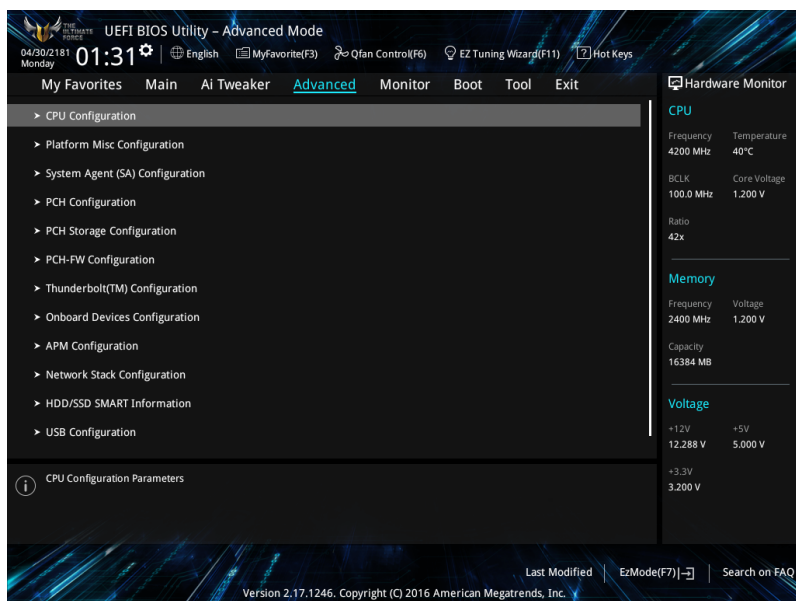 THE ULTIMATE FORCE
UEFI BIOS Utility – Advanced Mode
04/30/2181
Monday
01:31
English
MyFavorite(F3)
Qfan Control(F6)
EZ Tuning Wizard(F11)
? Hot Keys
My Favorites Main Ai Tweaker Advanced Monitor Boot Tool Exit
> CPU Configuration
> Platform Misc Configuration
> System Agent (SA) Configuration
> PCH Configuration
> PCH Storage Configuration
> PCH-FW Configuration
> Thunderbolt(TM) Configuration
> Onboard Devices Configuration
> APM Configuration
> Network Stack Configuration
> HDD/SSD SMART Information
> USB Configuration
i CPU Configuration Parameters
Hardware Monitor
CPU
Frequency Temperature
4200 MHz 40°C
BCLK Core Voltage
100.0 MHz 1.200 V
Ratio
42x
Memory
Frequency Voltage
2400 MHz 1.200 V
Capacity
16384 MB
Voltage
+12V +5V
12.288 V 5.000 V
+3.3V
3.200 V
Last Modified
EzMode(F7)
Search on FAQ
Version 2.17.1246. Copyright (C) 2016 American Megatrends, Inc.